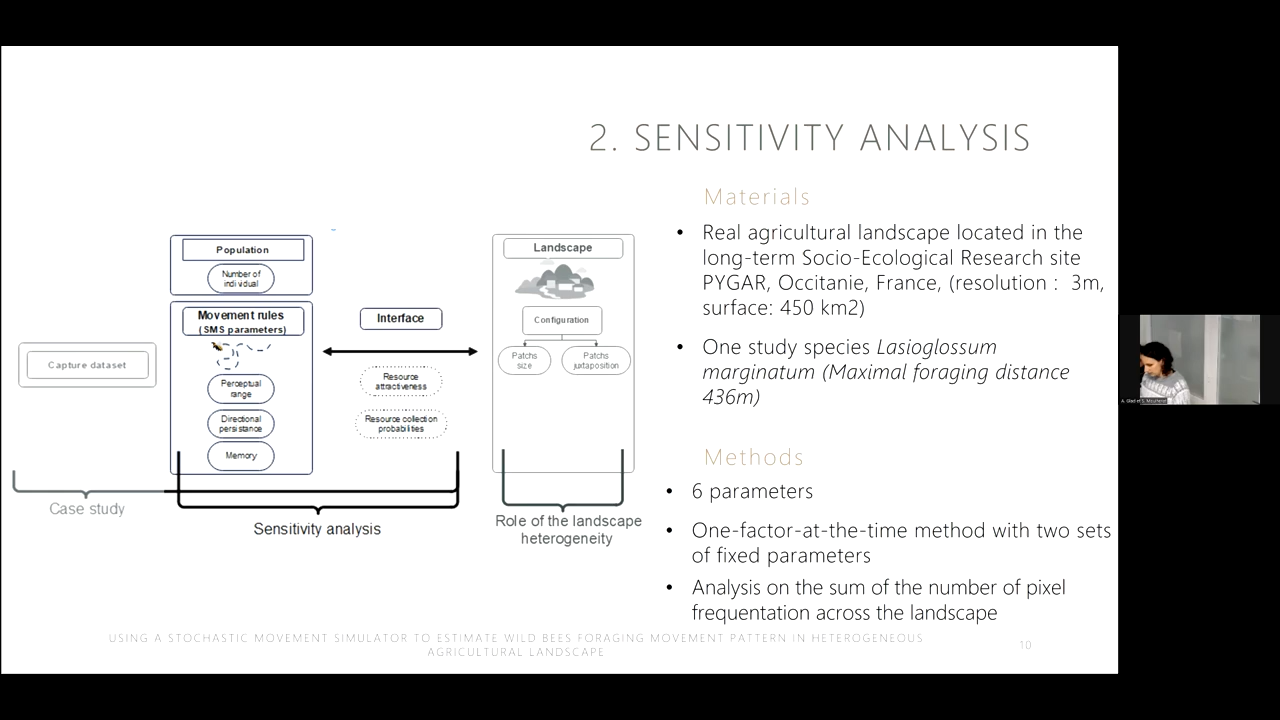 2. SENSITIVITY ANALYSIS
Population
Number of
individual
Movement rules
(SMS parameters)
Perceptual
range
Directional
persistance
Memory
Capture dataset
Interface
Resource
attractiveness
Resource collection
probabilities
Landscape
Configuration
Patchs
size
Patchs
juxtaposition
Case study
Sensitivity analysis
Role of the landscape
heterogeneity
Materials
• Real agricultural landscape located in the
long-term Socio-Ecological Research site
PYGAR, Occitanie, France, (resolution : 3m,
surface: 450 km2)
• One study species Lasioglossum
marginatum (Maximal foraging distance
436m)
Methods
• 6 parameters
• One-factor-at-the-time method with two sets
of fixed parameters
• Analysis on the sum of the number of pixel
frequentation across the landscape
USING A STOCHASTIC MOVEMENT SIMULATOR TO ESTIMATE WILD BEES FORAGING MOVEMENT PATTERN IN HETEROGENEOUS
AGRICULTURAL LANDSCAPE
10